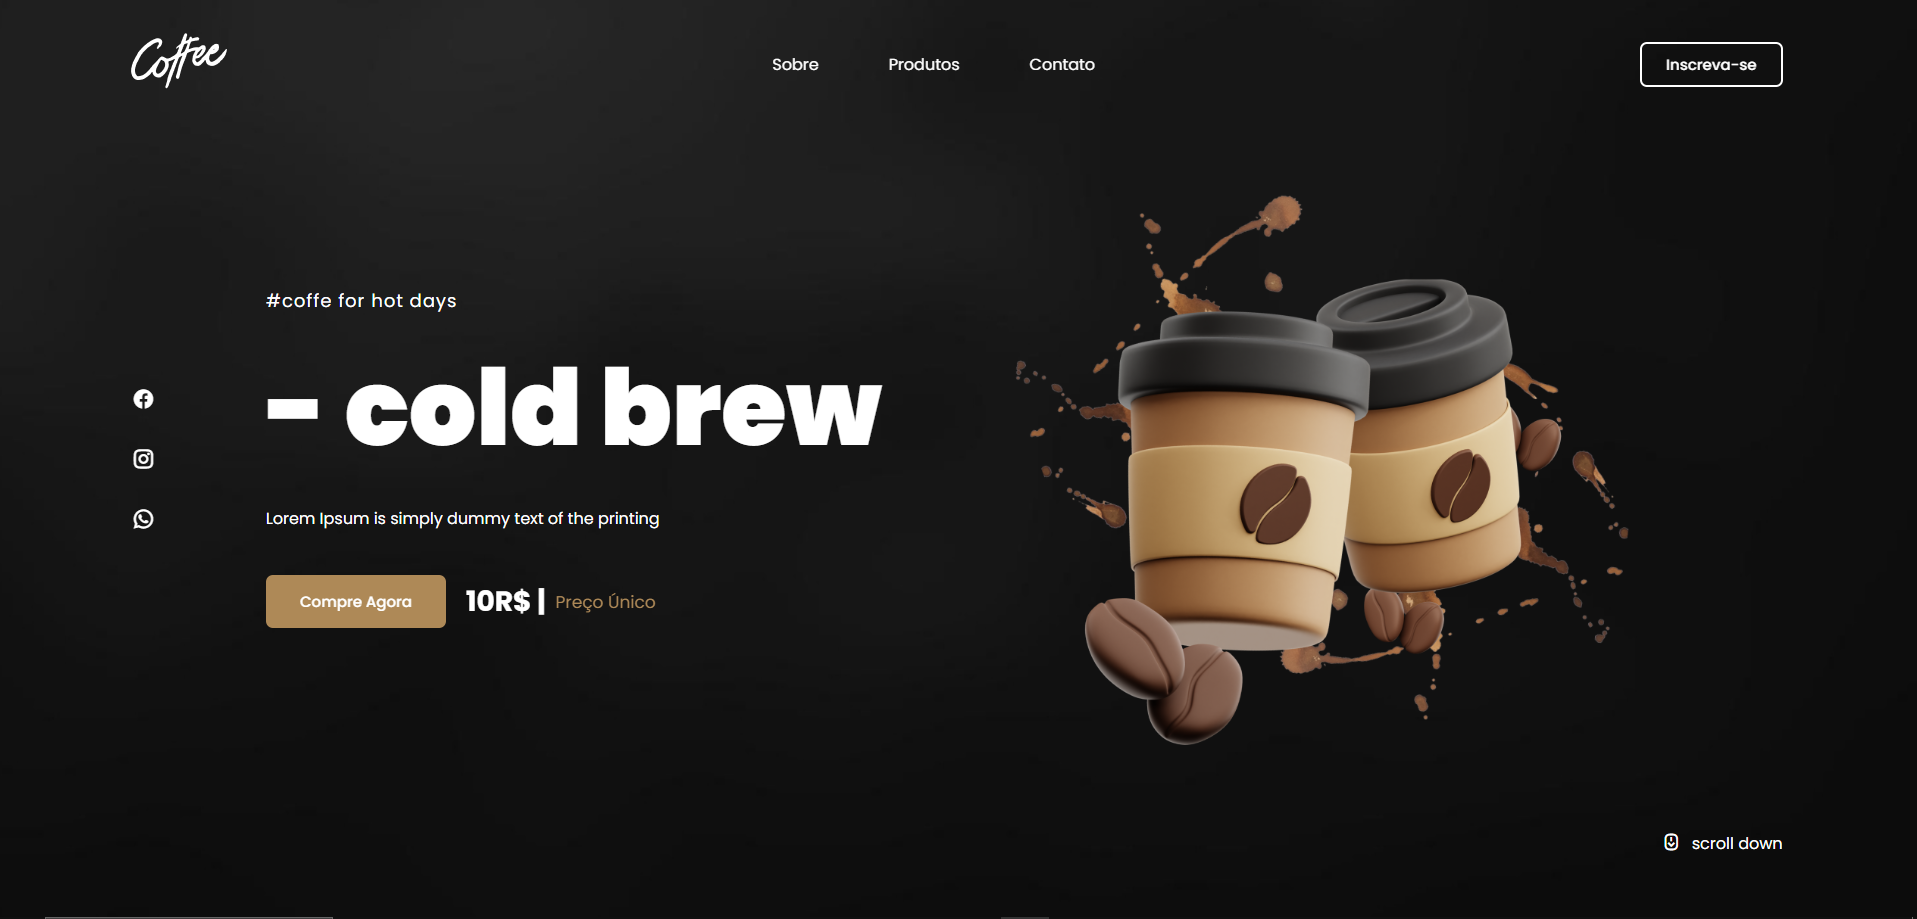 Coffee
Sobre
Produtos
Contato
Inscreva-se
#coffe for hot days
- cold brew
Lorem Ipsum is simply dummy text of the printing
Compre Agora
10R$ | Preço Único
scroll down